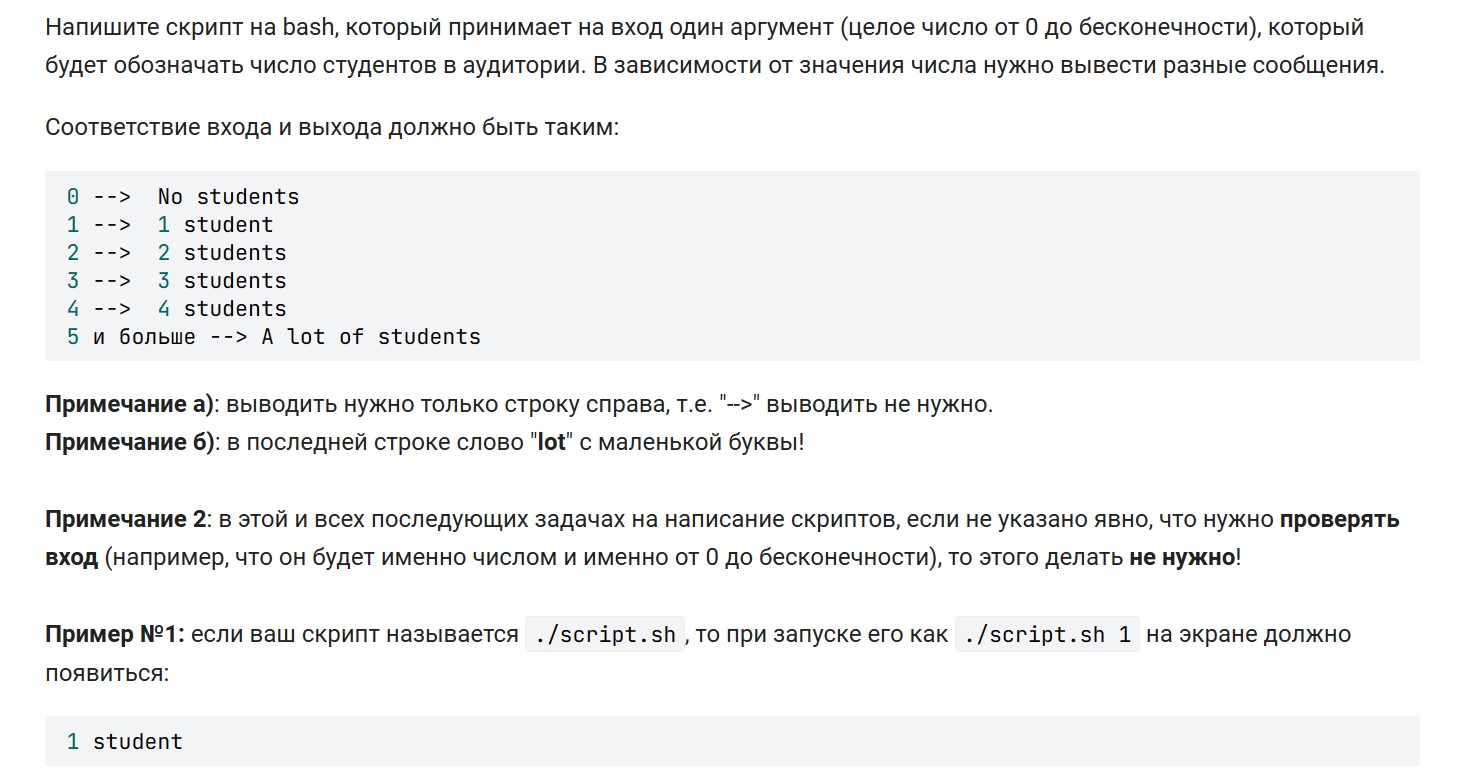 Напишите скрипт на bash, который принимает на вход один аргумент (целое число от 0 до бесконечности), который
будет обозначать число студентов в аудитории. В зависимости от значения числа нужно вывести разные сообщения.
Соответствие входа и выхода должно быть таким:
0 -->  No students
1 -->  1 student
2 -->  2 students
3 -->  3 students
4 -->  4 students
5 и больше --> A lot of students
Примечание а): выводить нужно только строку справа, т.е. "-->" выводить не нужно.
Примечание б): в последней строке слово "lot" с маленькой буквы!
Примечание 2: в этой и всех последующих задачах на написание скриптов, если не указано явно, что нужно проверять
вход (например, что он будет именно числом и именно от 0 до бесконечности), то этого делать не нужно!
Пример №1: если ваш скрипт называется ./script.sh, то при запуске его как ./script.sh 1 на экране должно
появиться:
1 student